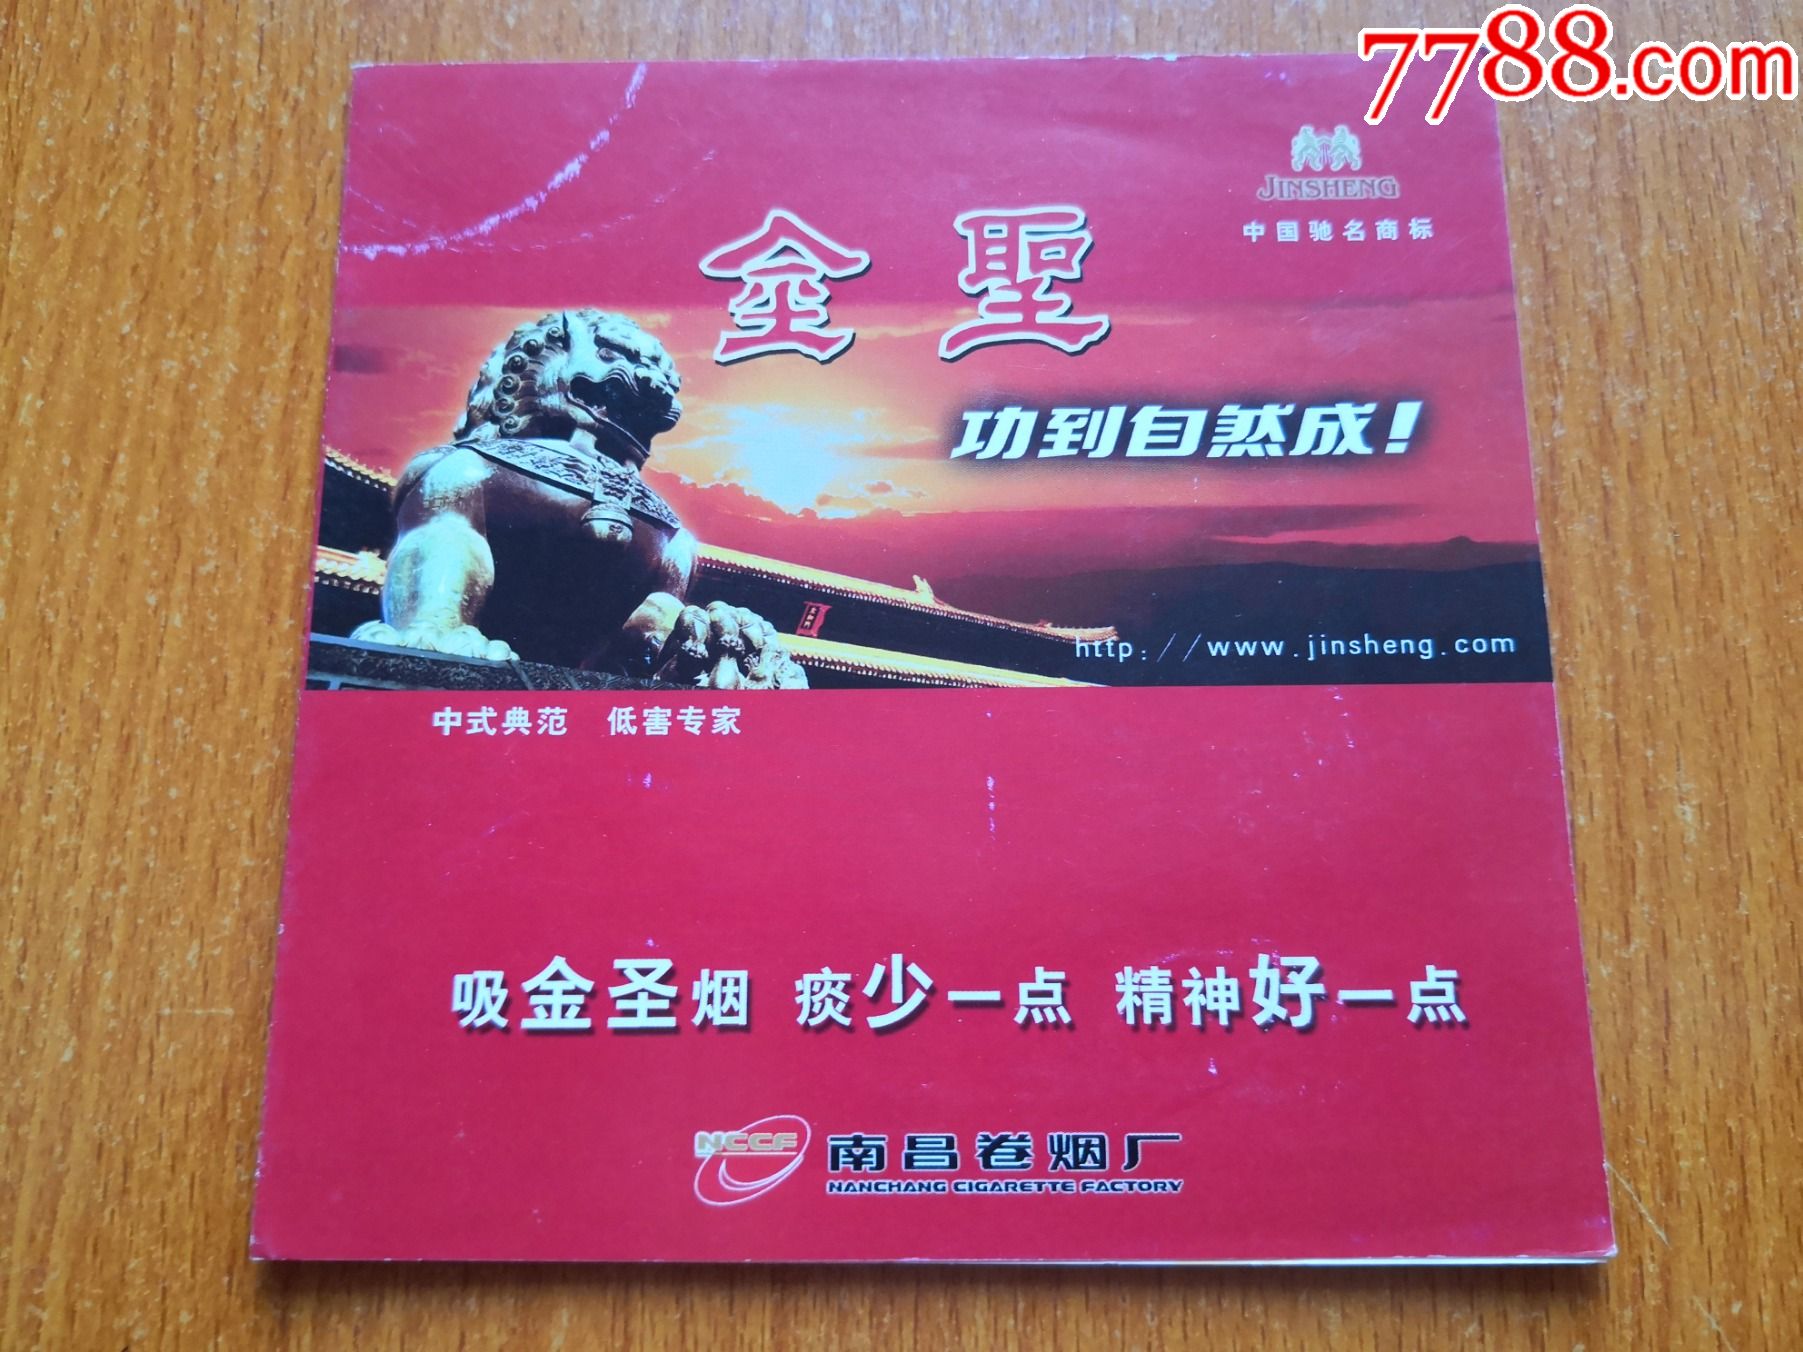 7788.com
JINSHENG
中国驰名商标
金聖
功到自然成!
http://www.jinsheng.com
中式典范 低害专家
吸金圣烟 痰少一点 精神好一点
NCCF 南昌卷烟厂
NANCHANG CIGARETTE FACTORY